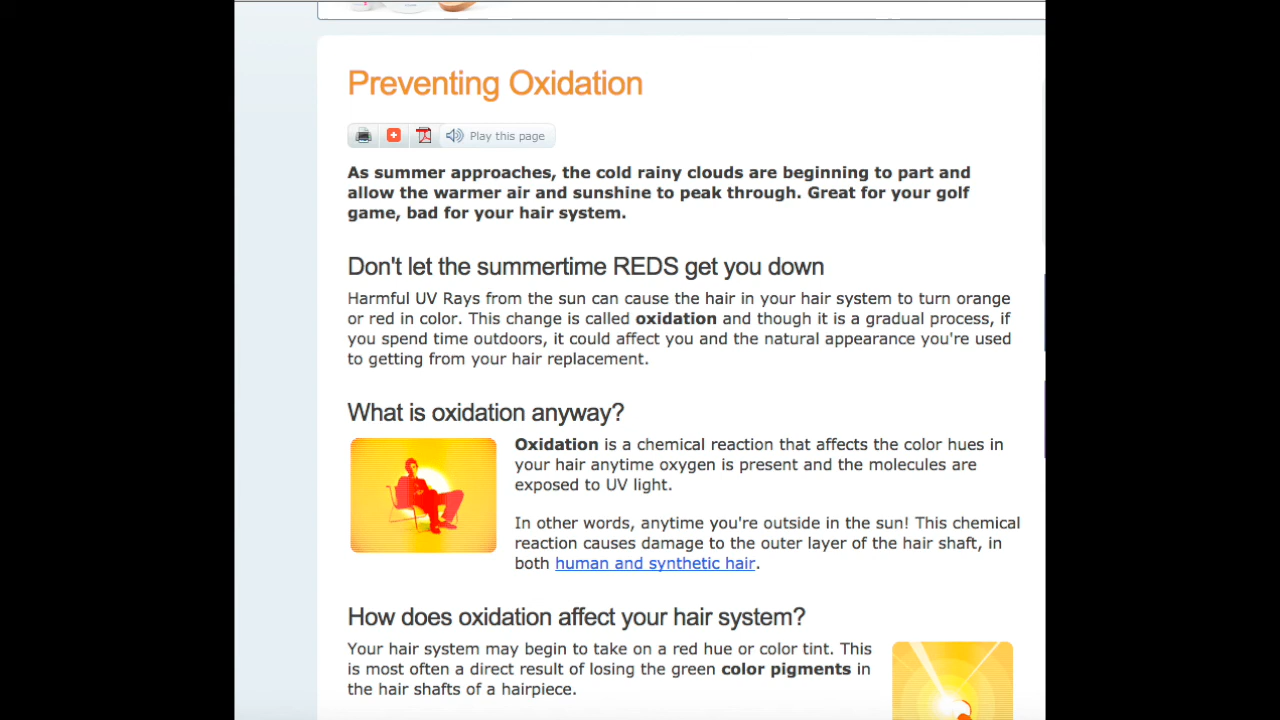 Preventing Oxidation
Play this page
As summer approaches, the cold rainy clouds are beginning to part and
allow the warmer air and sunshine to peak through. Great for your golf
game, bad for your hair system.
Don't let the summertime REDS get you down
Harmful UV Rays from the sun can cause the hair in your hair system to turn orange
or red in color. This change is called oxidation and though it is a gradual process, if
you spend time outdoors, it could affect you and the natural appearance you're used
to getting from your hair replacement.
What is oxidation anyway?
Oxidation is a chemical reaction that affects the color hues in
your hair anytime oxygen is present and the molecules are
exposed to UV light.
In other words, anytime you're outside in the sun! This chemical
reaction causes damage to the outer layer of the hair shaft, in
both human and synthetic hair.
How does oxidation affect your hair system?
Your hair system may begin to take on a red hue or color tint. This
is most often a direct result of losing the green color pigments in
the hair shafts of a hairpiece.